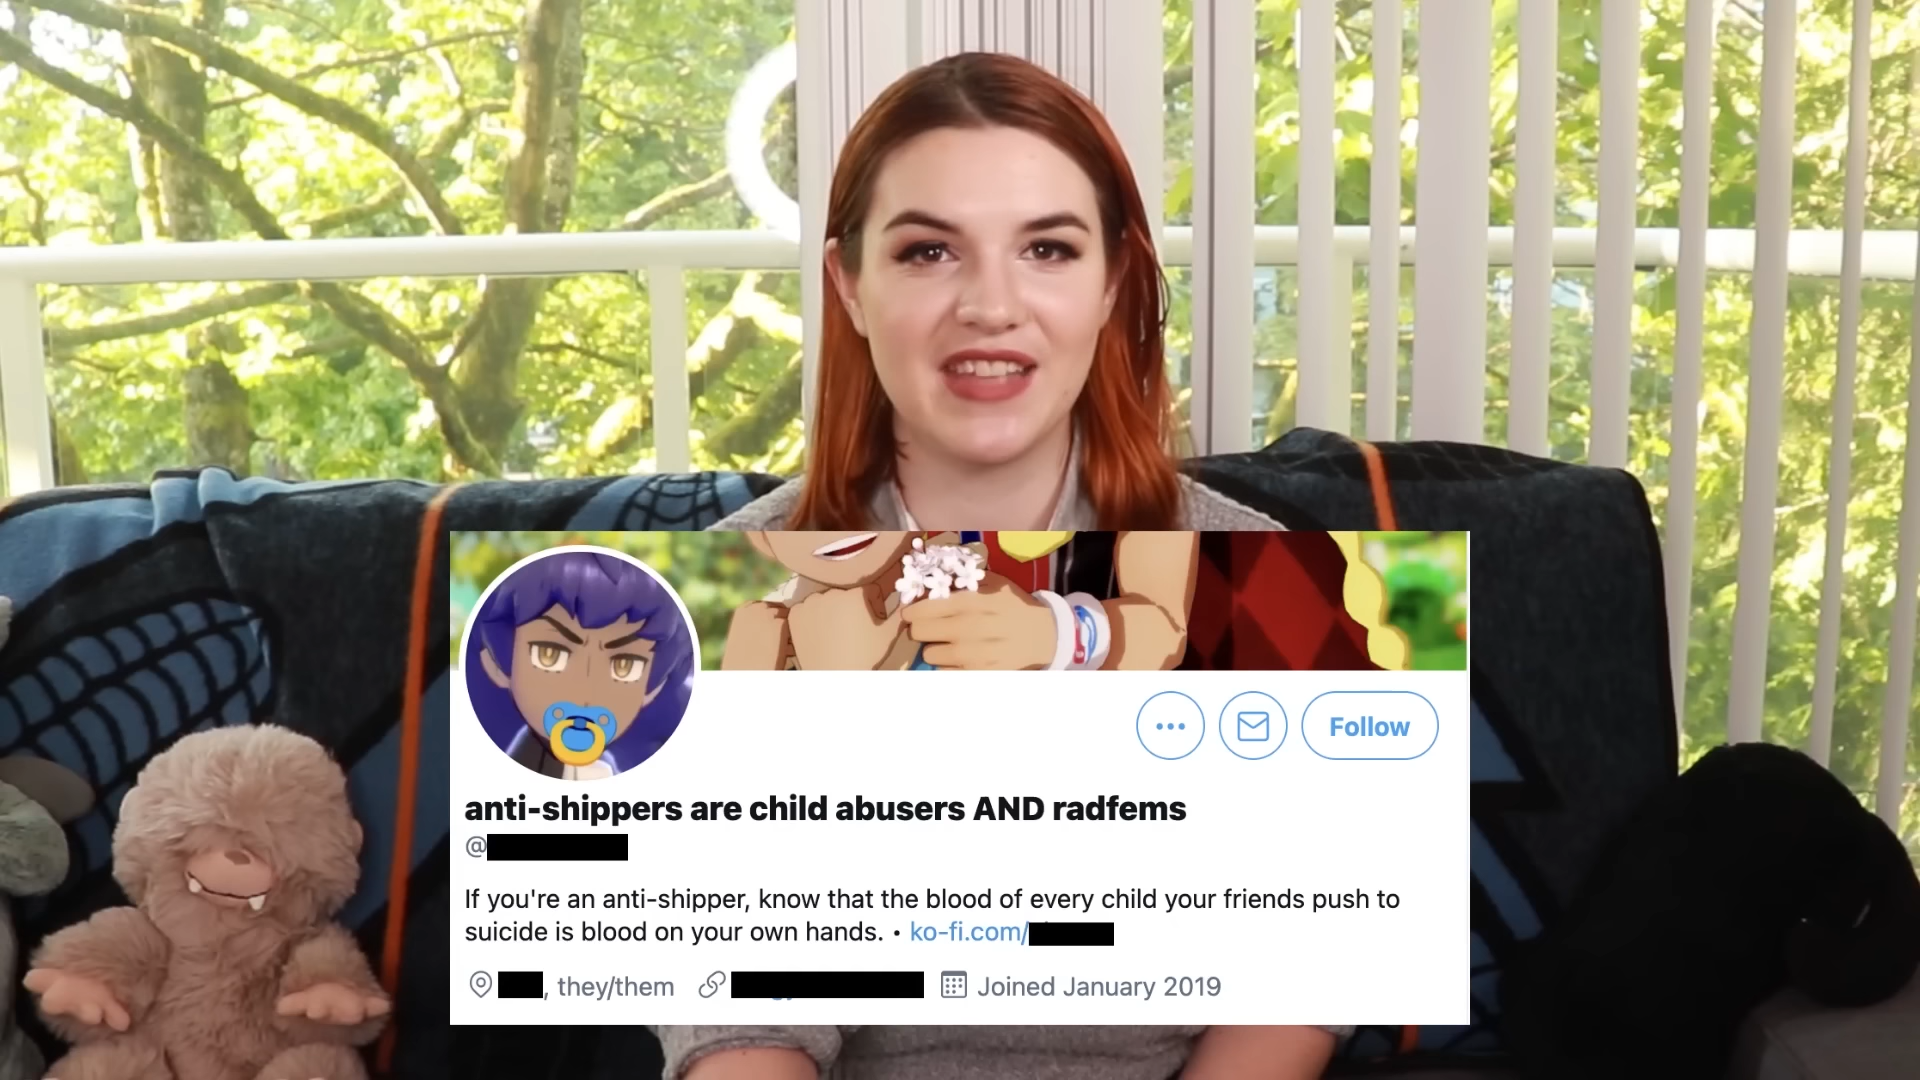 Follow
anti-shippers are child abusers AND radfems
@
If you're an anti-shipper, know that the blood of every child your friends push to
suicide is blood on your own hands. • ko-fi.com/
, they/them Joined January 2019